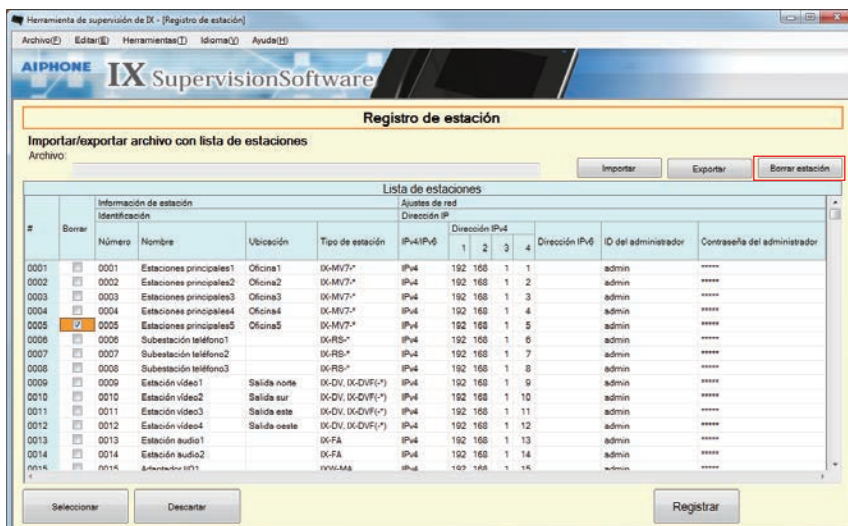 Herramienta de supervisión de IX - [Registro de estación]
Archivo(F) Editar(E) Herramientas(T) Idioma(V) Ayuda(H)
AIPHONE IX SupervisionSoftware
Registro de estación
Importar/exportar archivo con lista de estaciones
Archivo:
Importar Exportar Borrar estación
Lista de estaciones
Información de estación Ajustes de red
Identificación Dirección IP
# Borrar Número Nombre Ubicación Tipo de estación IPv4/IPv6 Dirección IPv4 1 2 3 4 Dirección IPv6 ID del administrador Contraseña del administrador
0001 0001 Estaciones principales1 Oficina1 IX-MV7-* IPv4 192 168 1 1 admin *****
0002 0002 Estaciones principales2 Oficina2 IX-MV7-* IPv4 192 168 1 2 admin *****
0003 0003 Estaciones principales3 Oficina3 IX-MV7-* IPv4 192 168 1 3 admin *****
0004 0004 Estaciones principales4 Oficina4 IX-MV7-* IPv4 192 168 1 4 admin *****
0005 0005 Estaciones principales5 Oficina5 IX-MV7-* IPv4 192 168 1 5 admin *****
0006 0006 Subestación teléfono1 IX-RS-* IPv4 192 168 1 6 admin *****
0007 0007 Subestación teléfono2 IX-RS-* IPv4 192 168 1 7 admin *****
0008 0008 Subestación teléfono3 IX-RS-* IPv4 192 168 1 8 admin *****
0009 0009 Estación vídeo1 Salida norte IX-DV, IX-DVF(-*) IPv4 192 168 1 9 admin *****
0010 0010 Estación vídeo2 Salida sur IX-DV, IX-DVF(-*) IPv4 192 168 1 10 admin *****
0011 0011 Estación vídeo3 Salida este IX-DV, IX-DVF(-*) IPv4 192 168 1 11 admin *****
0012 0012 Estación vídeo4 Salida oeste IX-DV, IX-DVF(-*) IPv4 192 168 1 12 admin *****
0013 0013 Estación audio1 IX-FA IPv4 192 168 1 13 admin *****
0014 0014 Estación audio2 IX-FA IPv4 192 168 1 14 admin *****
0015 0015 Adaptador I/O1 IXW-MA IPv4 192 168 1 15 admin *****
Seleccionar Descartar Registrar